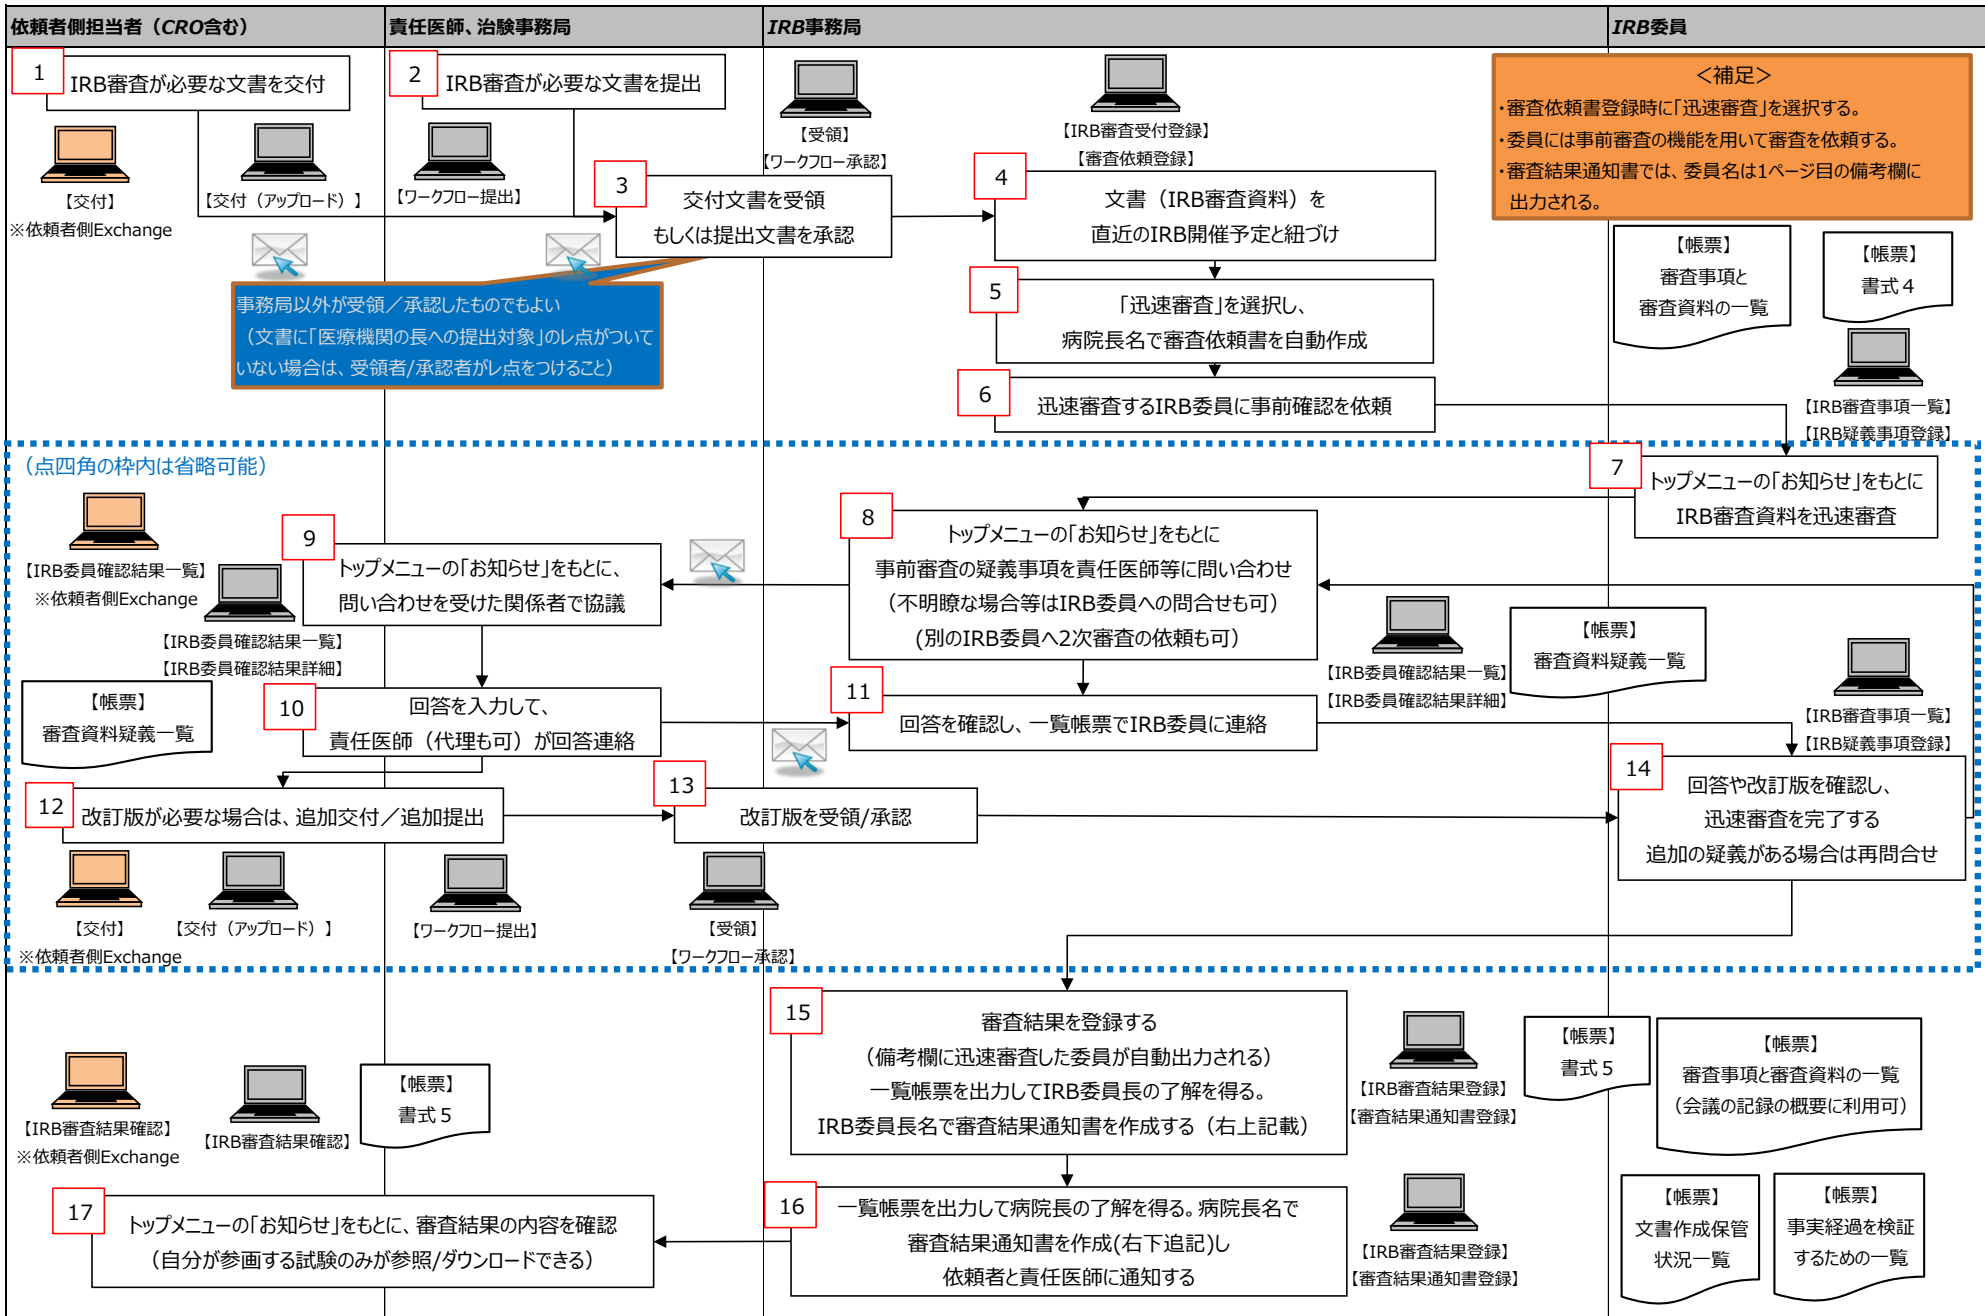 依頼者側担当者（CRO含む）
責任医師、治験事務局
IRB事務局
IRB委員
1
IRB審査が必要な文書を交付
【交付】
※依頼者側Exchange
【交付（アップロード）】
2
IRB審査が必要な文書を提出
【ワークフロー提出】
【受領】
【ワークフロー承認】
3
交付文書を受領
もしくは提出文書を承認
事務局以外が受領／承認したものでもよい
（文書に「医療機関の長への提出対象」のレ点がついて
いない場合は、受領者/承認者がレ点をつけること）
【IRB審査受付登録】
【審査依頼登録】
4
文書（IRB審査資料）を
直近のIRB開催予定と紐づけ
5
「迅速審査」を選択し、
病院長名で審査依頼書を自動作成
6
迅速審査するIRB委員に事前確認を依頼
＜補足＞
・審査依頼書登録時に「迅速審査」を選択する。
・委員には事前審査の機能を用いて審査を依頼する。
・審査結果通知書では、委員名は1ページ目の備考欄に
出力される。
【帳票】
審査事項と
審査資料の一覧
【帳票】
書式４
【IRB審査事項一覧】
【IRB疑義事項登録】
（点四角の枠内は省略可能）
7
トップメニューの「お知らせ」をもとに
IRB審査資料を迅速審査
8
トップメニューの「お知らせ」をもとに
事前審査の疑義事項を責任医師等に問い合わせ
（不明瞭な場合等はIRB委員への問合せも可）
(別のIRB委員へ2次審査の依頼も可）
【IRB委員確認結果一覧】
【IRB委員確認結果詳細】
【帳票】
審査資料疑義一覧
9
トップメニューの「お知らせ」をもとに、
問い合わせを受けた関係者で協議
【IRB委員確認結果一覧】
※依頼者側Exchange
【IRB委員確認結果一覧】
【IRB委員確認結果詳細】
【帳票】
審査資料疑義一覧
10
回答を入力して、
責任医師（代理も可）が回答連絡
11
回答を確認し、一覧帳票でIRB委員に連絡
【IRB審査事項一覧】
【IRB疑義事項登録】
12
改訂版が必要な場合は、追加交付／追加提出
【交付】
※依頼者側Exchange
【交付（アップロード）】
【ワークフロー提出】
13
改訂版を受領/承認
【受領】
【ワークフロー承認】
14
回答や改訂版を確認し、
迅速審査を完了する
追加の疑義がある場合は再問合せ
15
審査結果を登録する
（備考欄に迅速審査した委員が自動出力される）
一覧帳票を出力してIRB委員長の了解を得る。
IRB委員長名で審査結果通知書を作成する（右上記載）
【IRB審査結果登録】
【審査結果通知書登録】
【帳票】
書式５
【帳票】
審査事項と審査資料の一覧
（会議の記録の概要に利用可）
【IRB審査結果確認】
※依頼者側Exchange
【IRB審査結果確認】
【帳票】
書式５
16
一覧帳票を出力して病院長の了解を得る。病院長名で
審査結果通知書を作成(右下追記)し
依頼者と責任医師に通知する
【IRB審査結果登録】
【審査結果通知書登録】
【帳票】
文書作成保管
状況一覧
【帳票】
事実経過を検証
するための一覧
17
トップメニューの「お知らせ」をもとに、審査結果の内容を確認
（自分が参画する試験のみが参照/ダウンロードできる）